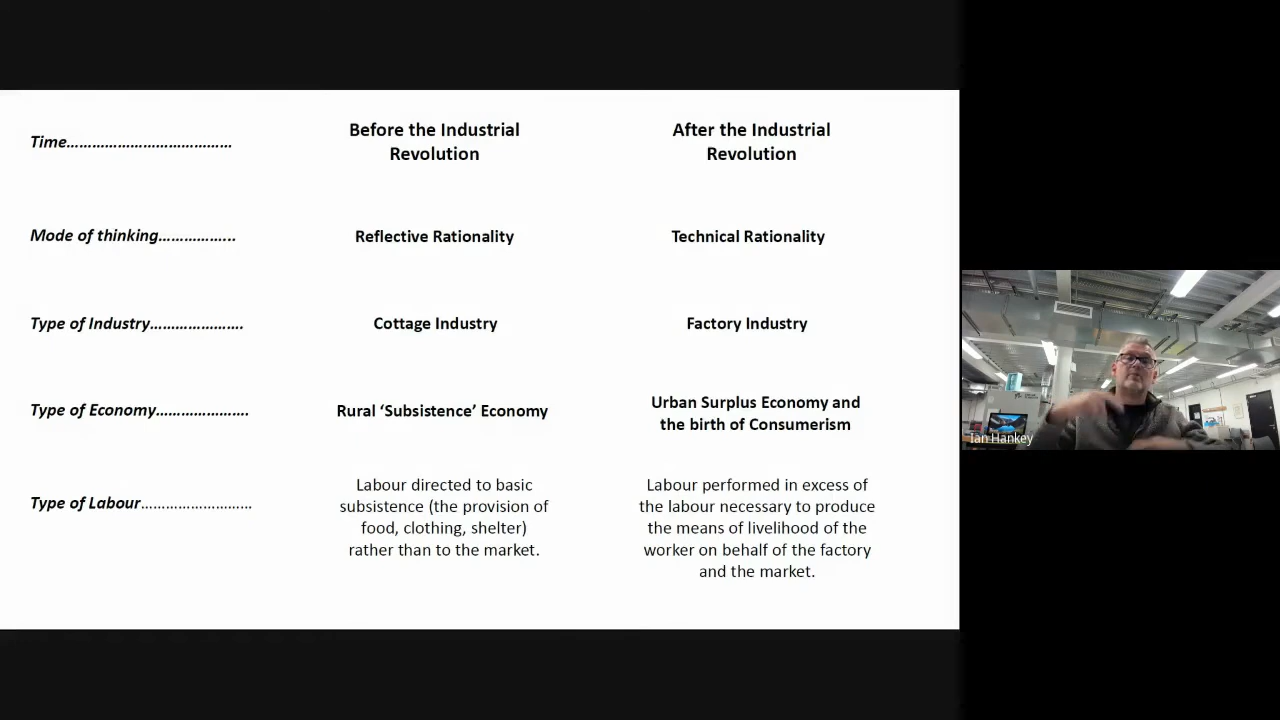 Time…………………………………
Before the Industrial
Revolution
After the Industrial
Revolution
Mode of thinking……………...
Reflective Rationality
Technical Rationality
Type of Industry………………….
Cottage Industry
Factory Industry
Type of Economy………………….
Rural ‘Subsistence’ Economy
Urban Surplus Economy and
the birth of Consumerism
Type of Labour………………………
Labour directed to basic
subsistence (the provision of
food, clothing, shelter)
rather than to the market.
Labour performed in excess of
the labour necessary to produce
the means of livelihood of the
worker on behalf of the factory
and the market.
Ian Hankey